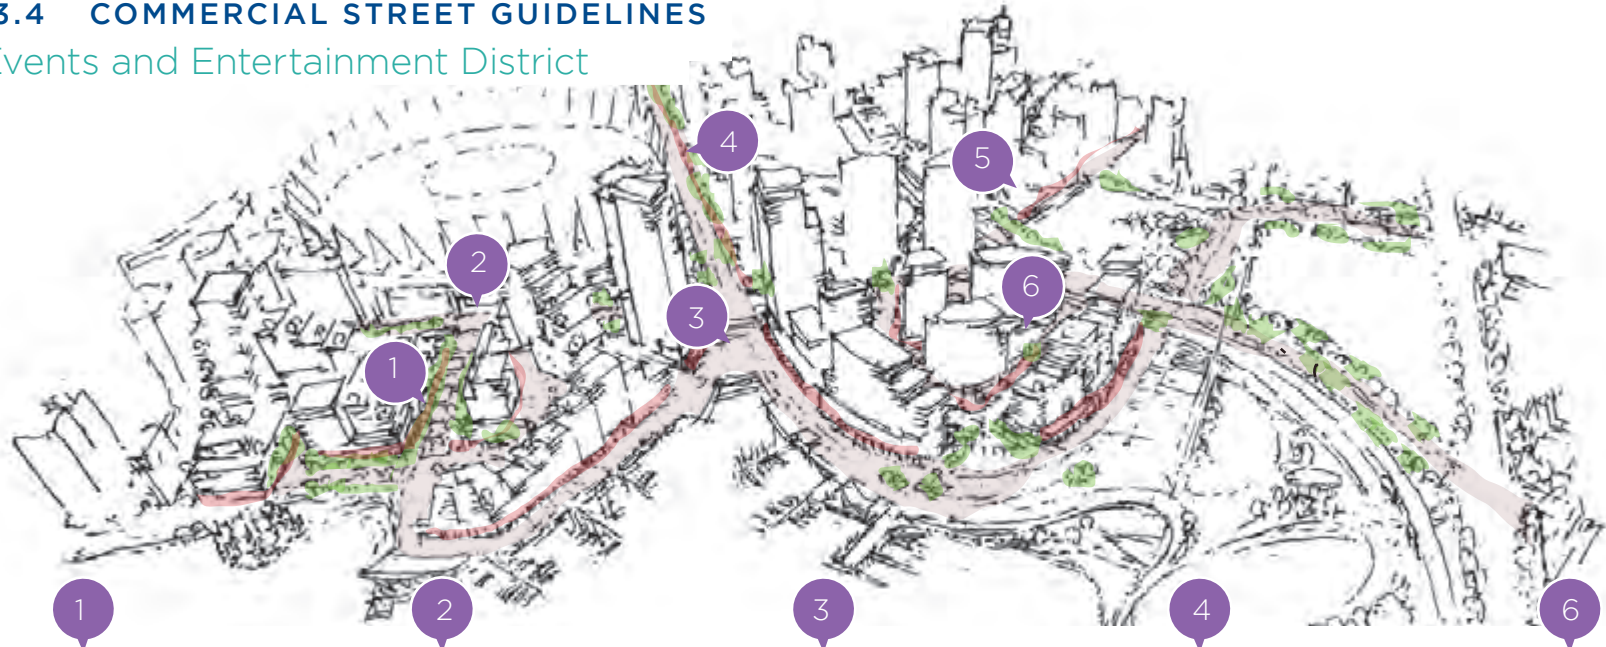 3.4 COMMERCIAL STREET GUIDELINES
Events and Entertainment District
4
5
2
6
3
1
1 2 3 4 6